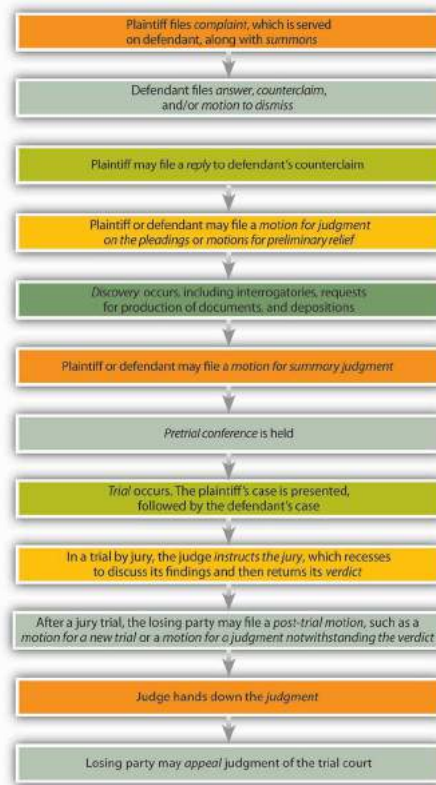 Plaintiff files complaint, which is served
on defendant, along with summons
Defendant files answer, counterclaim,
and/or motion to dismiss
Plaintiff may file a reply to defendant's counterclaim
Plaintiff or defendant may file a motion for judgment
on the pleadings or motions for preliminary relief
Discovery occurs, including interrogatories, requests
for production of documents, and depositions
Plaintiff or defendant may file a motion for summary judgment
Pretrial conference is held
Trial occurs. The plaintiff's case is presented,
followed by the defendant's case
In a trial by jury, the judge instructs the jury, which recesses
to discuss its findings and then returns its verdict
After a jury trial, the losing party may file a post-trial motion, such as a
motion for a new trial or a motion for a judgment notwithstanding the verdict
Judge hands down the judgment
Losing party may appeal judgment of the trial court